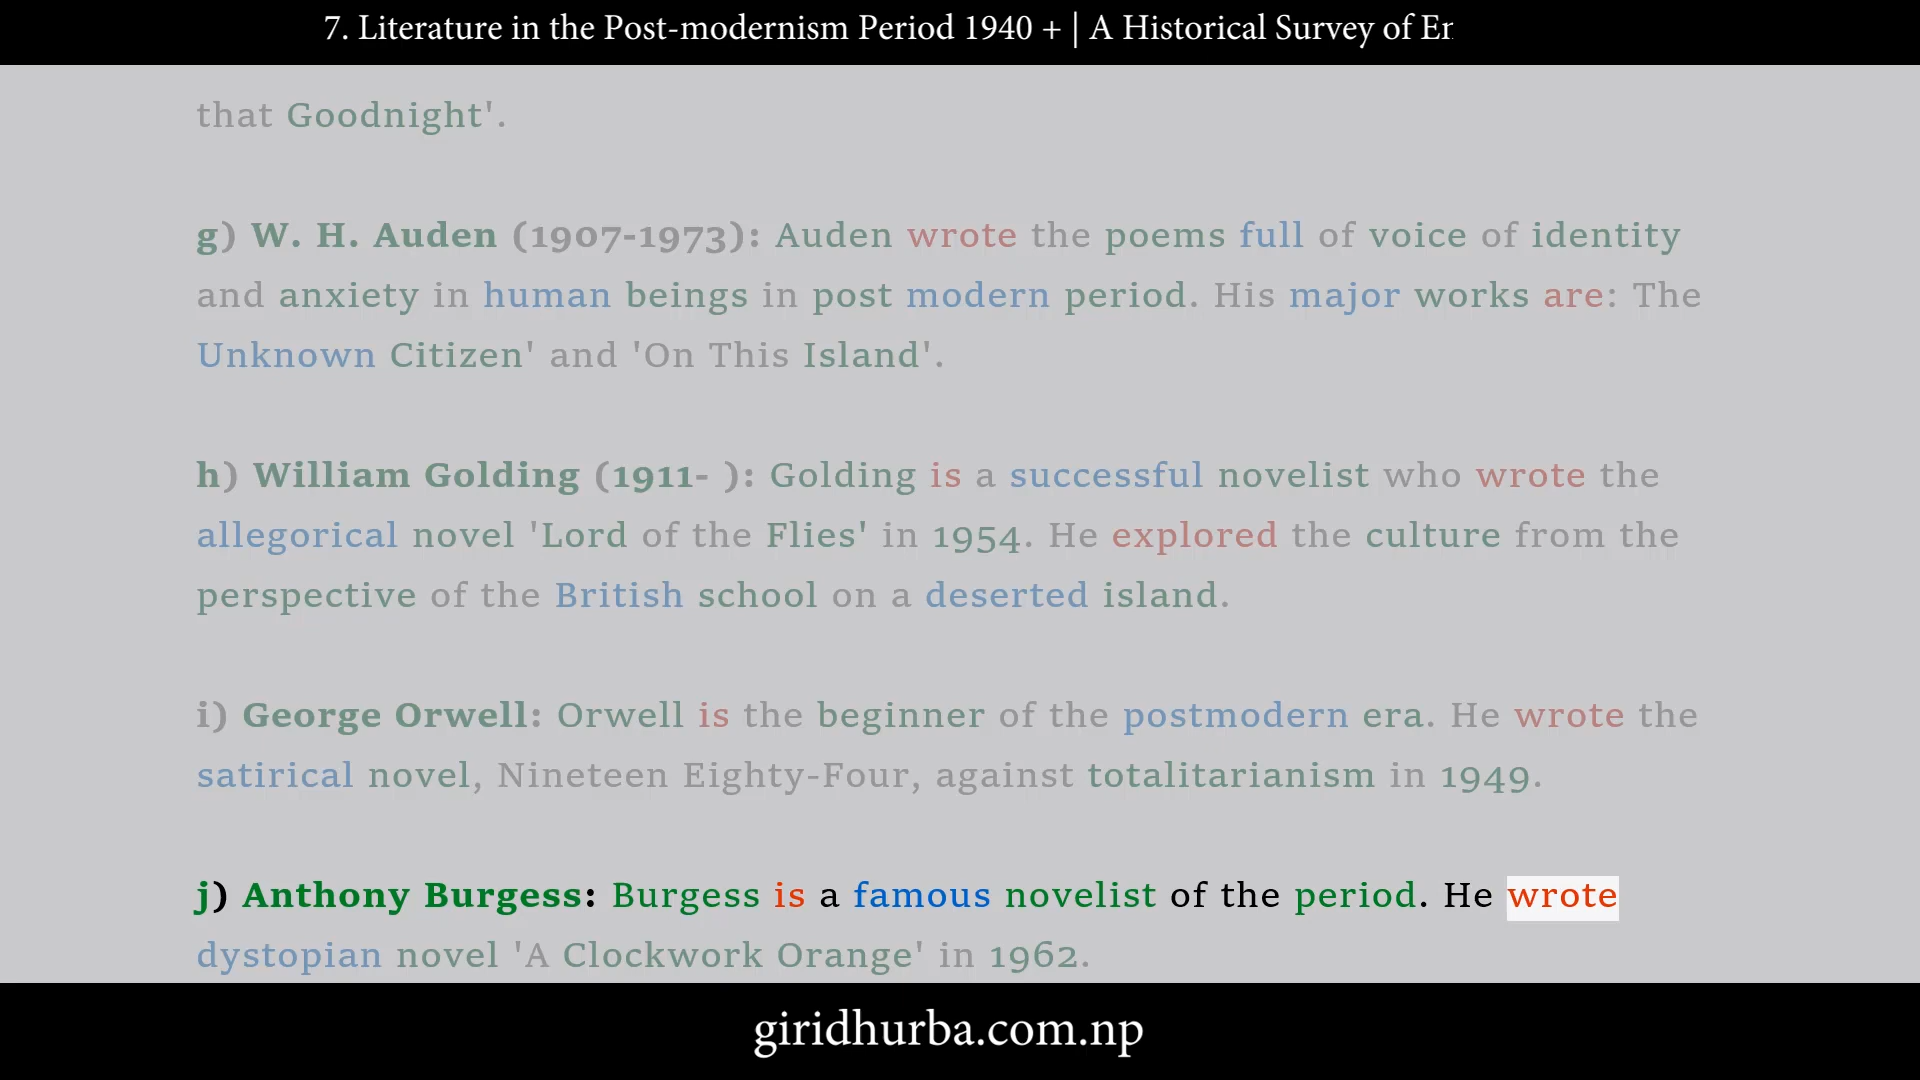 7. Literature in the Post-modernism Period 1940 + | A Historical Survey of En
that Goodnight'.
g) W. H. Auden (1907-1973): Auden wrote the poems full of voice of identity
and anxiety in human beings in post modern period. His major works are: The
Unknown Citizen' and 'On This Island'.
h) William Golding (1911- ): Golding is a successful novelist who wrote the
allegorical novel 'Lord of the Flies' in 1954. He explored the culture from the
perspective of the British school on a deserted island.
i) George Orwell: Orwell is the beginner of the postmodern era. He wrote the
satirical novel, Nineteen Eighty-Four, against totalitarianism in 1949.
j) Anthony Burgess: Burgess is a famous novelist of the period. He wrote
dystopian novel 'A Clockwork Orange' in 1962.
giridhurba.com.np